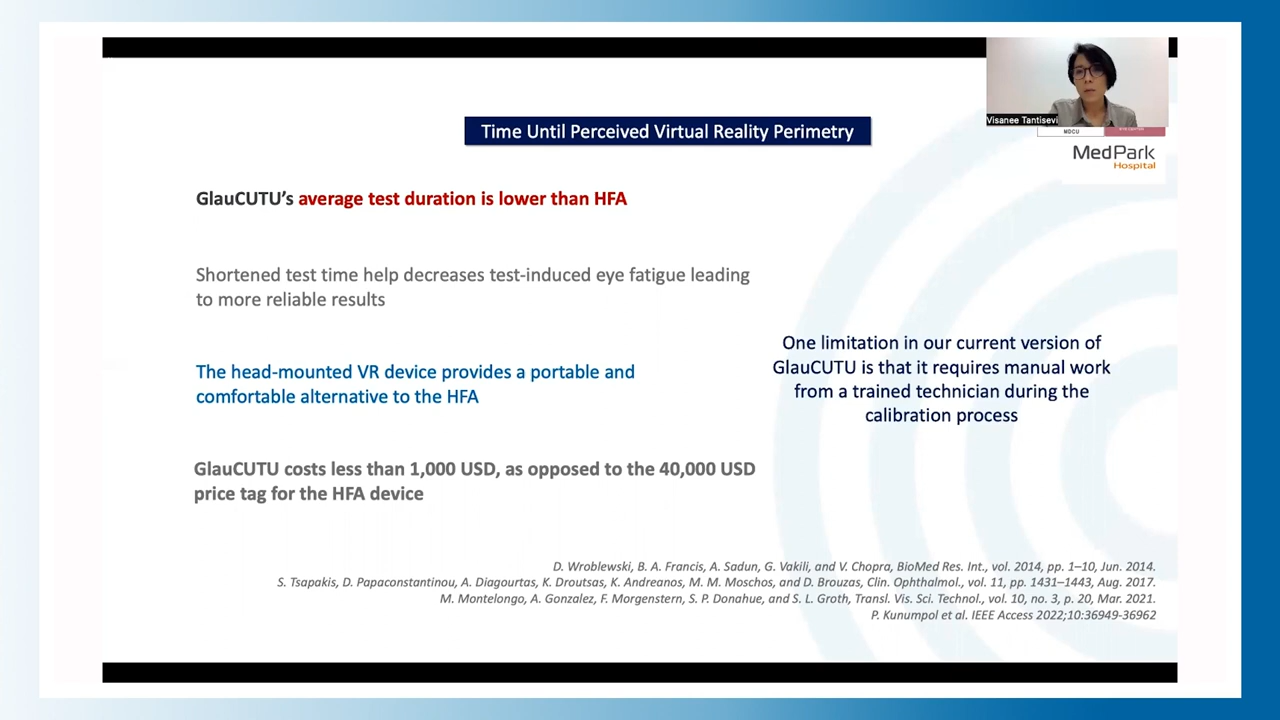 Visanee Tantisevi
MDCU
MedPark
Hospital
Time Until Perceived Virtual Reality Perimetry
GlauCUTU's average test duration is lower than HFA
Shortened test time help decreases test-induced eye fatigue leading
to more reliable results
The head-mounted VR device provides a portable and
comfortable alternative to the HFA
GlauCUTU costs less than 1,000 USD, as opposed to the 40,000 USD
price tag for the HFA device
One limitation in our current version of
GlauCUTU is that it requires manual work
from a trained technician during the
calibration process
D. Wroblewski, B. A. Francis, A. Sadun, G. Vakili, and V. Chopra, BioMed Res. Int., vol. 2014, pp. 1–10, Jun. 2014.
S. Tsapakis, D. Papaconstantinou, A. Diagourtas, K. Droutsas, K. Andreanos, M. M. Moschos, and D. Brouzas, Clin. Ophthalmol., vol. 11, pp. 1431–1443, Aug. 2017.
M. Montelongo, A. Gonzalez, F. Morgenstern, S. P. Donahue, and S. L. Groth, Transl. Vis. Sci. Technol., vol. 10, no. 3, p. 20, Mar. 2021.
P. Kunumpol et al. IEEE Access 2022;10:36949-36962